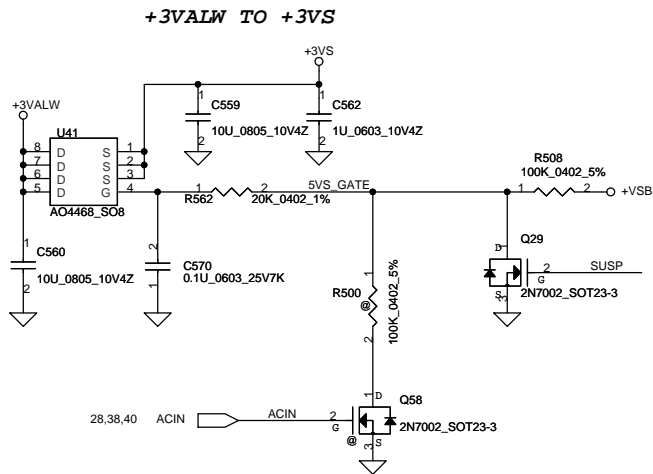 +3VALW TO +3VS
+3VS
+3VALW
U41
8 D S 1
7 D S 2
6 D S 3
5 D G 4
AO4468_SO8
1
C559
10U_0805_10V4Z
2
1
C562
1U_0603_10V4Z
2
1 2 5VS_GATE
R562 20K_0402_1%
R508
100K_0402_5%
1 2 +VSB
1
C560
10U_0805_10V4Z
2
2
C570
0.1U_0603_25V7K
1
1
R500
@
100K_0402_5%
2
Q29
D 1
2 SUSP
G
S 3
2N7002_SOT23-3
28,38,40 ACIN ACIN
1 D
Q58
2
G
2N7002_SOT23-3
@ 3 S